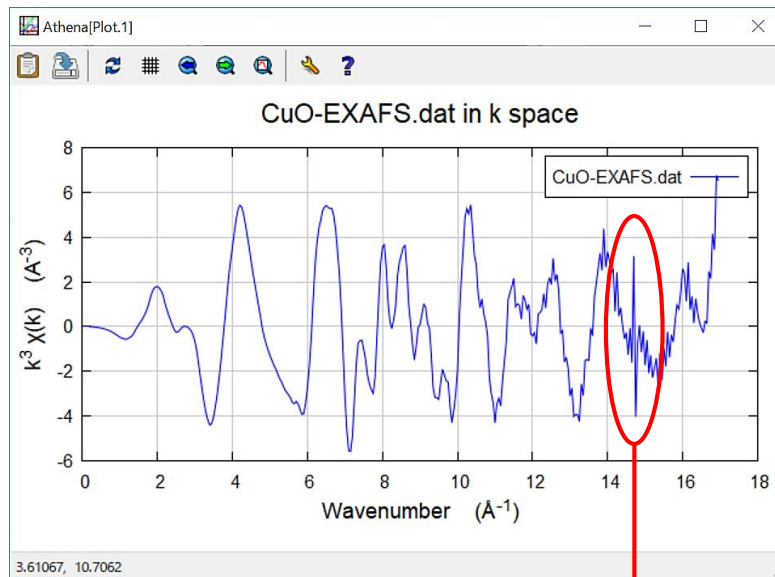 Athena[Plot.1]
CuO-EXAFS.dat in k space
CuO-EXAFS.dat
k³ χ(k) (A⁻³)
8
6
4
2
0
-2
-4
-6
0 2 4 6 8 10 12 14 16 18
Wavenumber (Å⁻¹)
3.61067, 10.7062